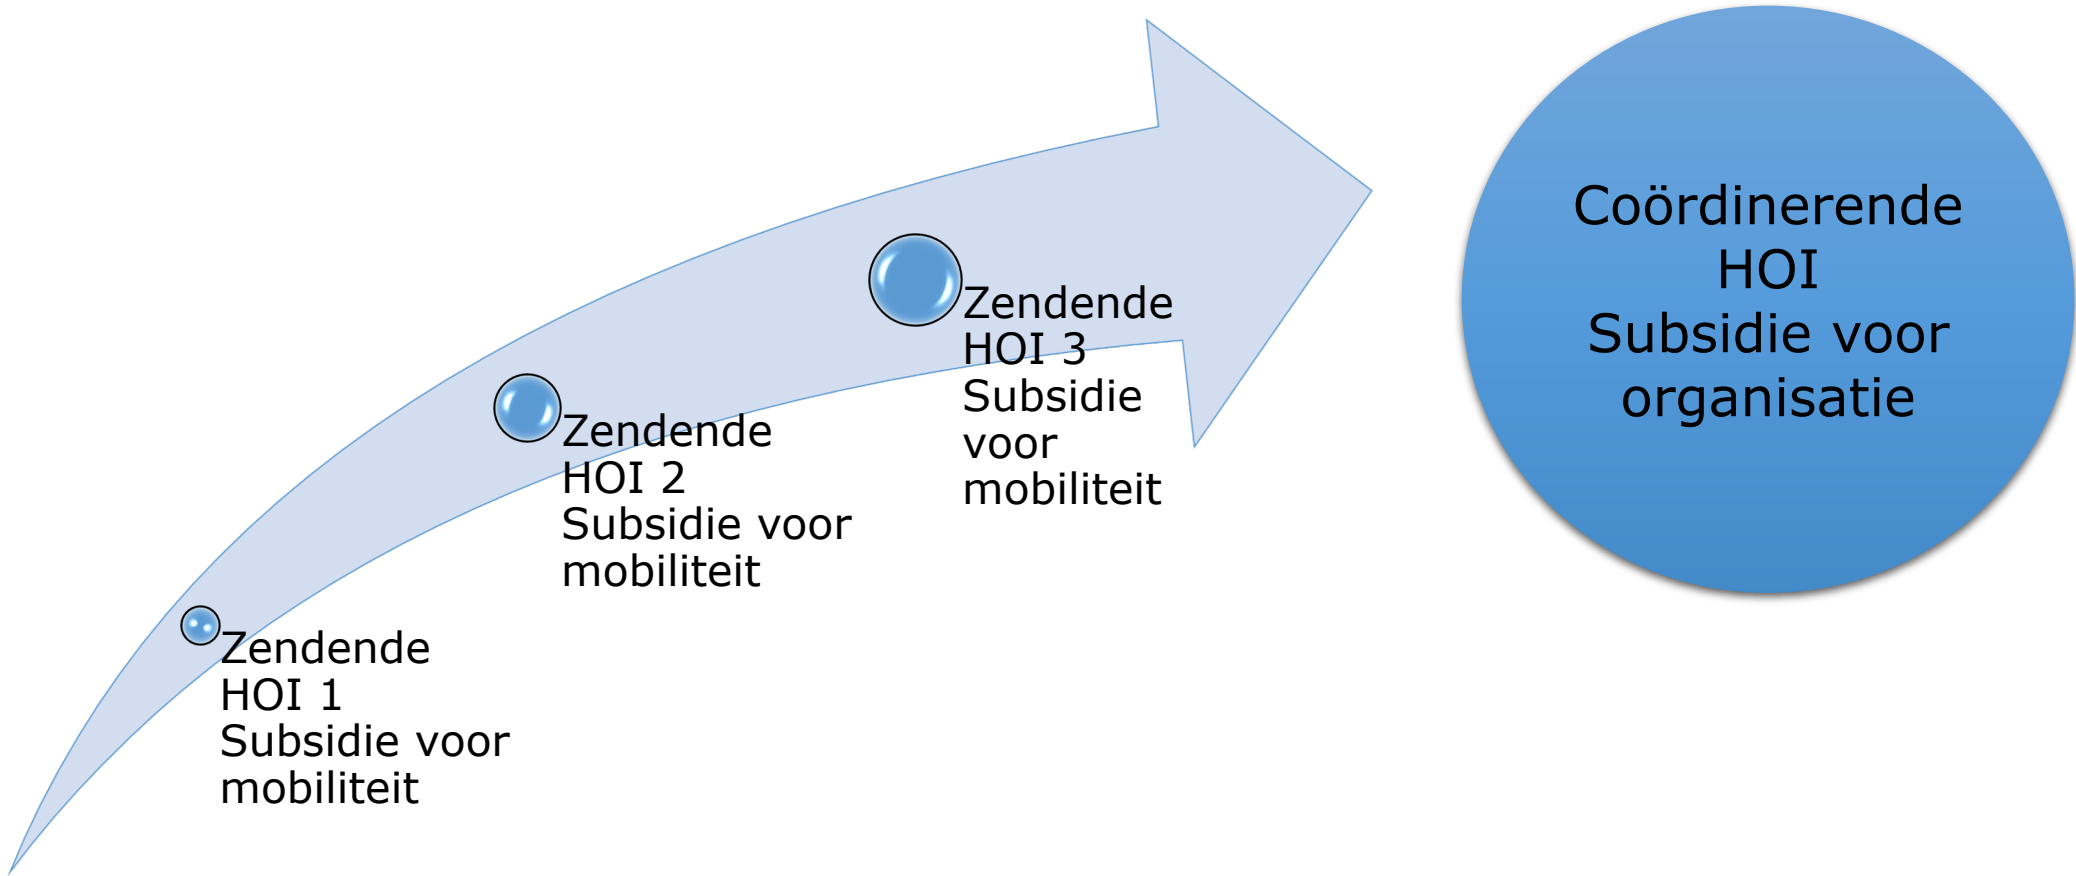 Zendende
HOI 1
Subsidie voor
mobiliteit
Zendende
HOI 2
Subsidie voor
mobiliteit
Zendende
HOI 3
Subsidie
voor
mobiliteit
Coördinerende
HOI
Subsidie voor
organisatie